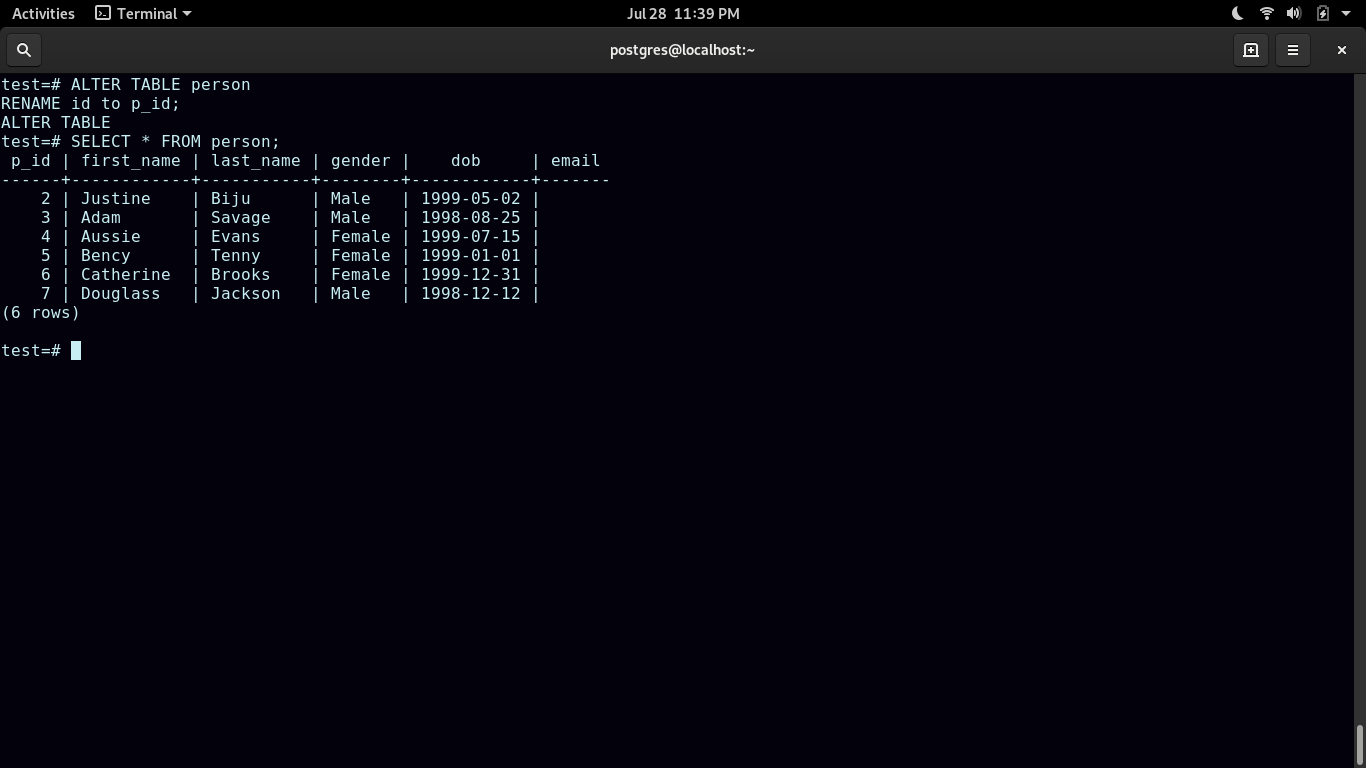 Activities Terminal Jul 28 11:39 PM
postgres@localhost:~
test=# ALTER TABLE person
RENAME id to p_id;
ALTER TABLE
test=# SELECT * FROM person;
 p_id | first_name | last_name | gender |    dob     | email
------+------------+-----------+--------+------------+-------
    2 | Justine    | Biju      | Male   | 1999-05-02 |
    3 | Adam       | Savage    | Male   | 1998-08-25 |
    4 | Aussie     | Evans     | Female | 1999-07-15 |
    5 | Bency      | Tenny     | Female | 1999-01-01 |
    6 | Catherine  | Brooks    | Female | 1999-12-31 |
    7 | Douglass   | Jackson   | Male   | 1998-12-12 |
(6 rows)
test=#